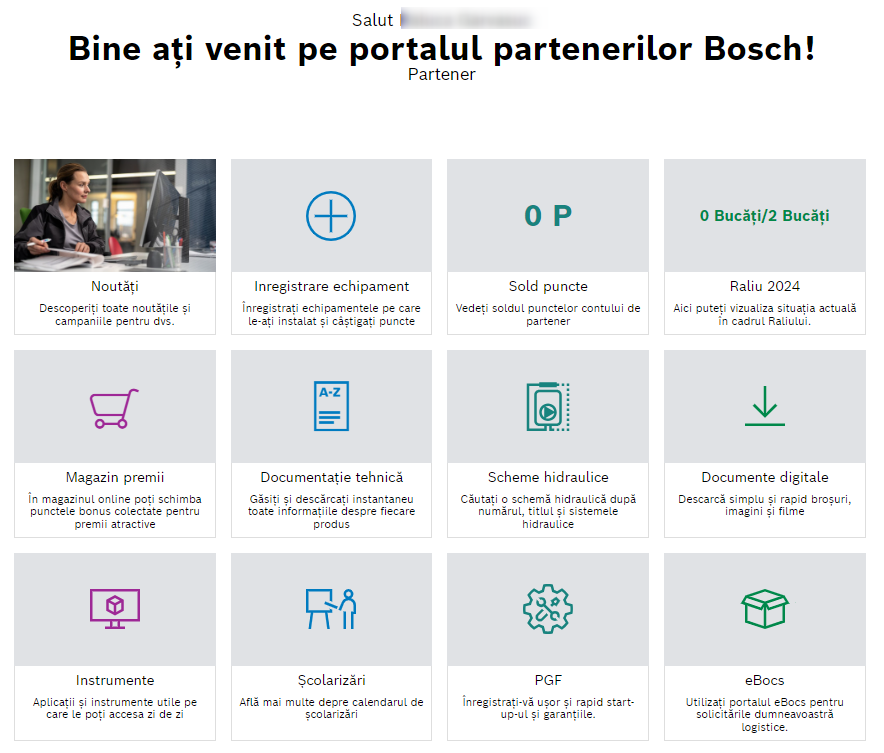 Salut
Bine ați venit pe portalul partenerilor Bosch!
Partener
Noutăți
Descoperiți toate noutățile și
campaniile pentru dvs.
Inregistrare echipament
Înregistrați echipamentele pe care
le-ați instalat și câștigați puncte
0 P
Sold puncte
Vedeți soldul punctelor contului de
partener
0 Bucăți/2 Bucăți
Raliu 2024
Aici puteți vizualiza situația actuală
în cadrul Raliului.
Magazin premii
În magazinul online poți schimba
punctele bonus colectate pentru
premii atractive
A-Z
Documentație tehnică
Găsiți și descărcați instantaneu
toate informațiile despre fiecare
produs
Scheme hidraulice
Căutați o schemă hidraulică după
numărul, titlul și sistemele
hidraulice
Documente digitale
Descarcă simplu și rapid broșuri,
imagini și filme
Instrumente
Aplicații și instrumente utile pe
care le poți accesa zi de zi
Școlarizări
Află mai multe depre calendarul de
școlarizări
PGF
Înregistrați-vă ușor și rapid start-
up-ul și garanțiile.
eBocs
Utilizați portalul eBocs pentru
solicitările dumneavoastră
logistice.